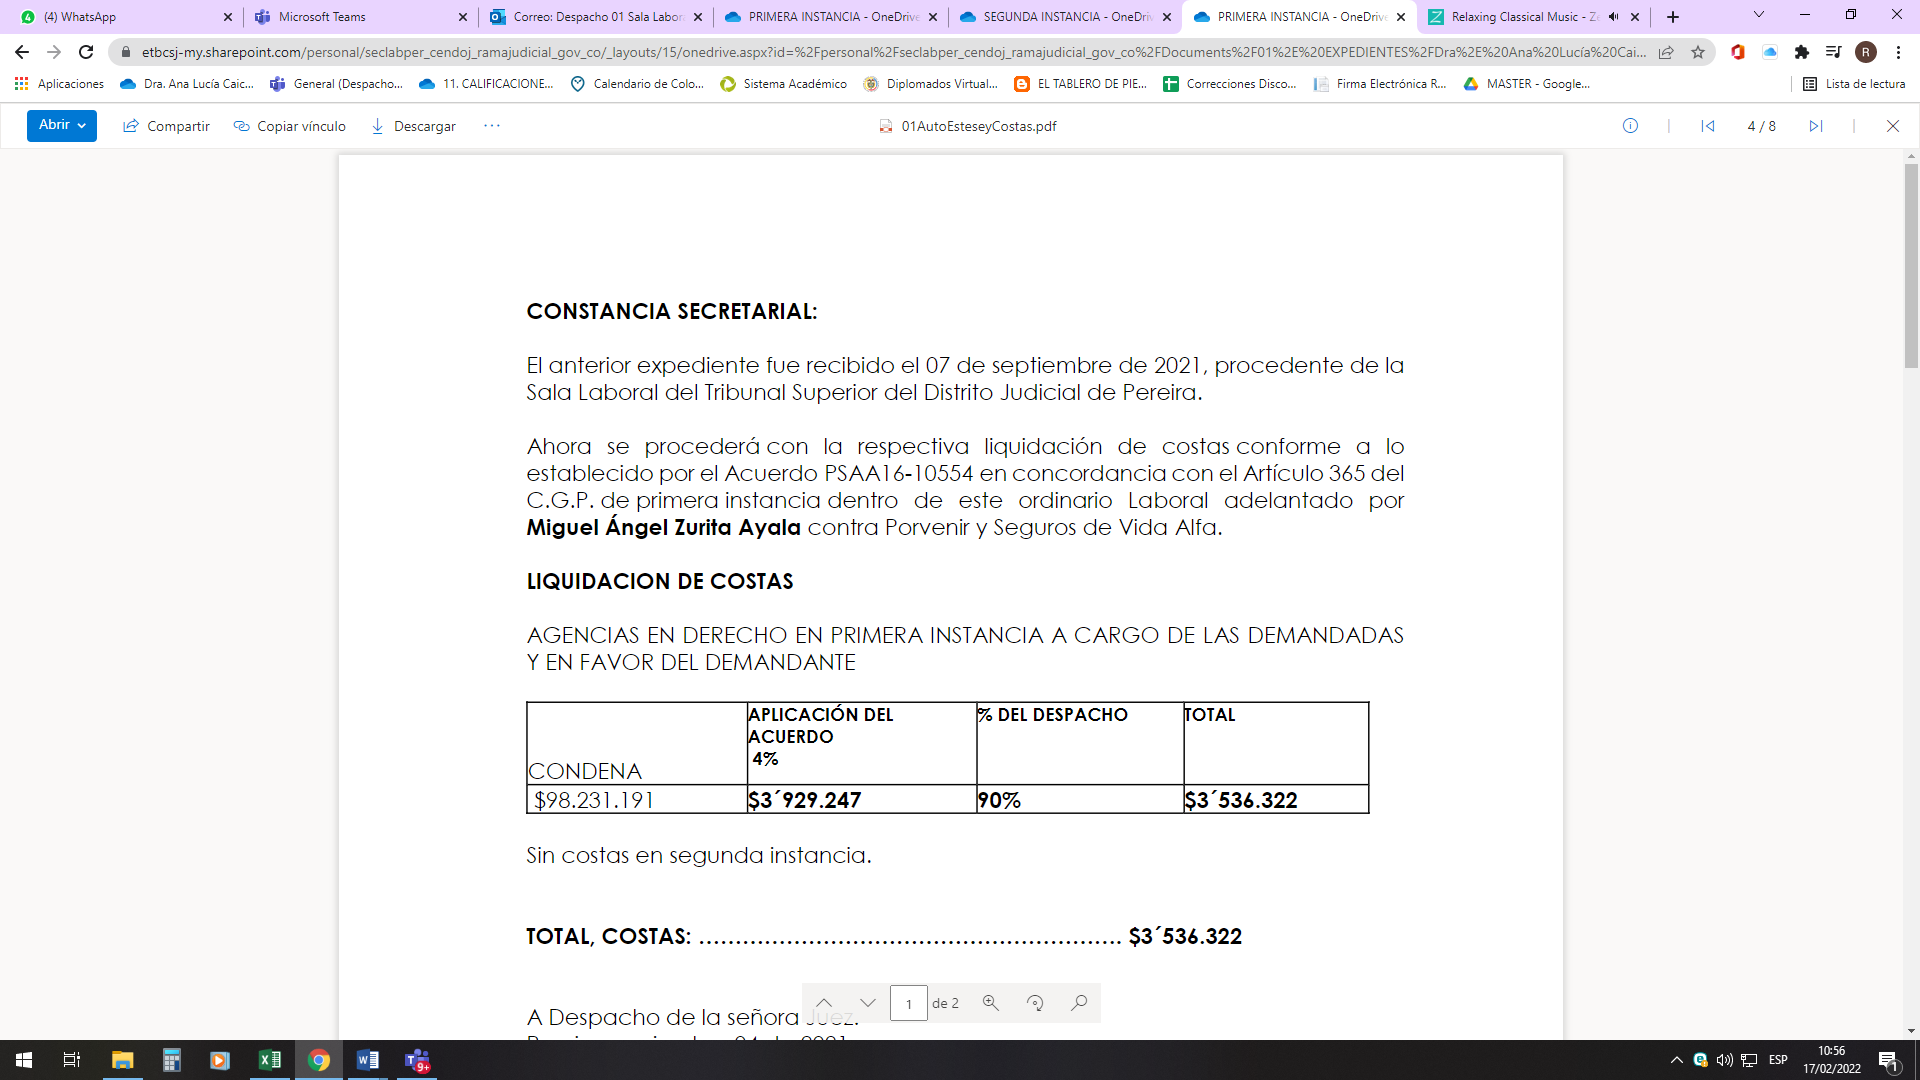 (4) WhatsApp
Microsoft Teams
Correo: Despacho 01 Sala Labor
PRIMERA INSTANCIA - OneDrive
SEGUNDA INSTANCIA - OneDriv
PRIMERA INSTANCIA - OneDrive
Relaxing Classical Music - Ze
etbcsj-my.sharepoint.com/personal/seclabper_cendoj_ramajudicial_gov_co/_layouts/15/onedrive.aspx?id=%2Fpersonal%2Fseclabper_cendoj_ramajudicial_gov_co%2FDocuments%2F01%2E%20EXPEDIENTES%2FDra%2E%20Ana%20Lucía%20Cai...
R
Aplicaciones
Dra. Ana Lucía Caic...
General (Despacho...
11. CALIFICACIONE...
Calendario de Colo...
Sistema Académico
Diplomados Virtual...
EL TABLERO DE PIE...
Correcciones Disco...
Firma Electrónica R...
MASTER - Google...
Lista de lectura
Abrir
Compartir
Copiar vínculo
Descargar
...
01AutoEsteseyCostas.pdf
4 / 8
CONSTANCIA SECRETARIAL:
El anterior expediente fue recibido el 07 de septiembre de 2021, procedente de la
Sala Laboral del Tribunal Superior del Distrito Judicial de Pereira.
Ahora se procederá con la respectiva liquidación de costas conforme a lo
establecido por el Acuerdo PSAA16-10554 en concordancia con el Artículo 365 del
C.G.P. de primera instancia dentro de este ordinario Laboral adelantado por
Miguel Ángel Zurita Ayala contra Porvenir y Seguros de Vida Alfa.
LIQUIDACION DE COSTAS
AGENCIAS EN DERECHO EN PRIMERA INSTANCIA A CARGO DE LAS DEMANDADAS
Y EN FAVOR DEL DEMANDANTE
CONDENA
APLICACIÓN DEL
ACUERDO
4%
% DEL DESPACHO
TOTAL
$98.231.191
$3´929.247
90%
$3´536.322
Sin costas en segunda instancia.
TOTAL, COSTAS: …………………………………………………. $3´536.322
1
de 2
A Despacho de la señora Juez.
9+
ESP
10:56
17/02/2022
1